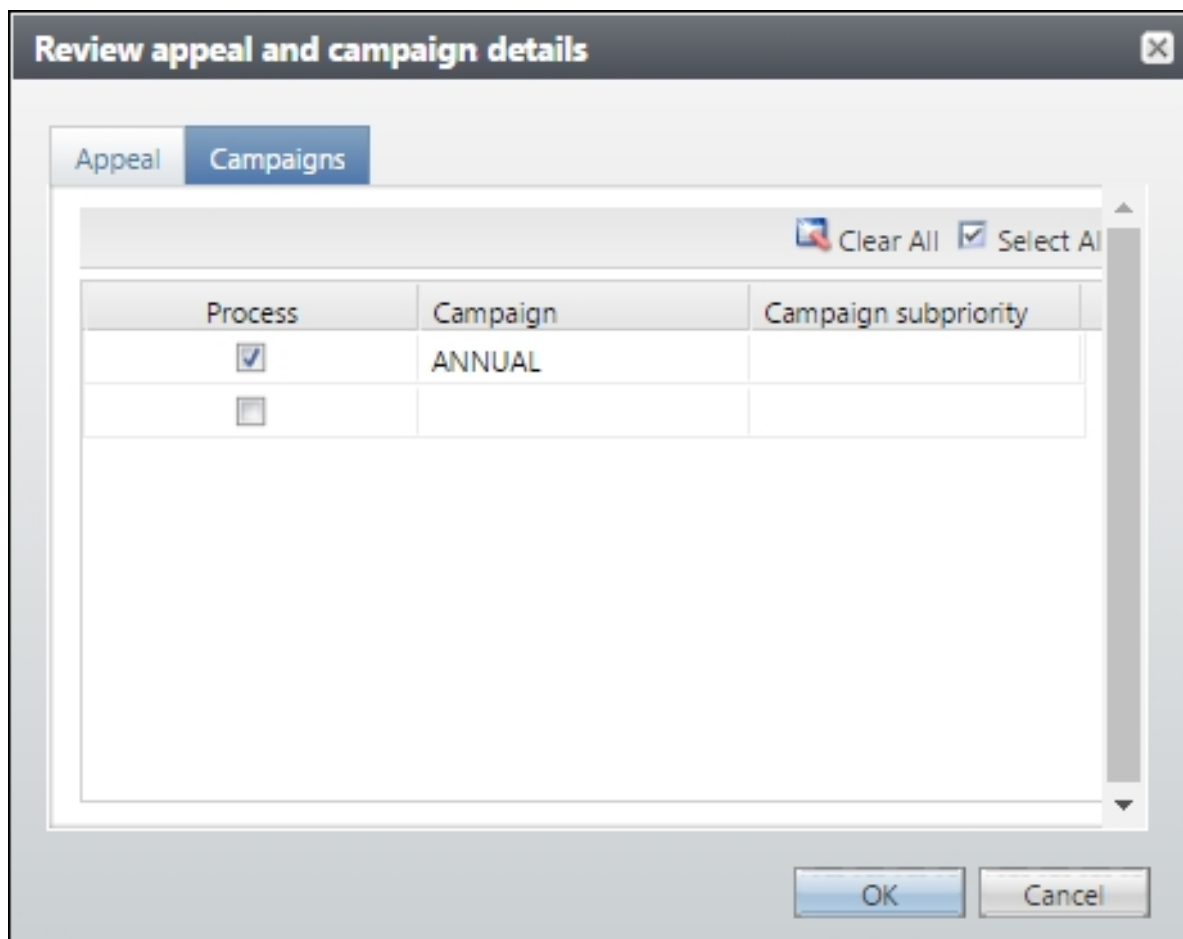 Review appeal and campaign details
Appeal Campaigns
Clear All Select Al
Process Campaign Campaign subpriority
ANNUAL
OK Cancel